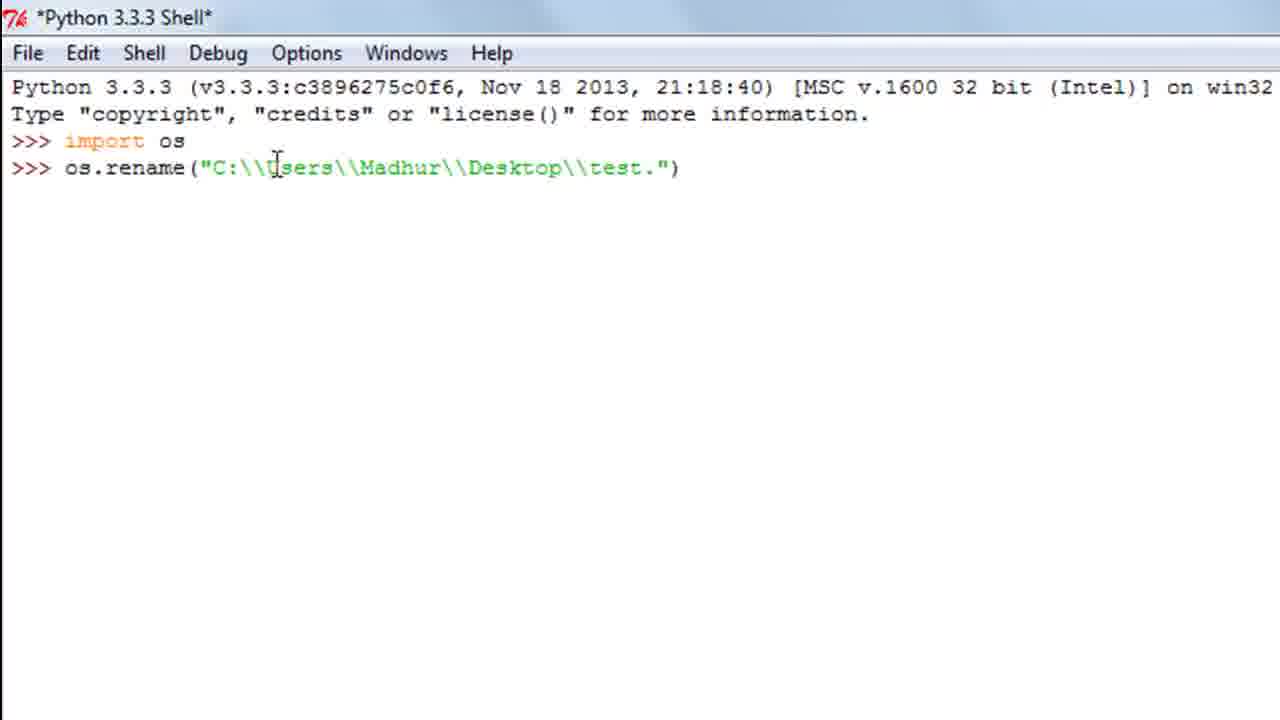 *Python 3.3.3 Shell*
File Edit Shell Debug Options Windows Help
Python 3.3.3 (v3.3.3:c3896275c0f6, Nov 18 2013, 21:18:40) [MSC v.1600 32 bit (Intel)] on win32
Type "copyright", "credits" or "license()" for more information.
>>> import os
>>> os.rename("C:\\Users\\Madhur\\Desktop\\test.")